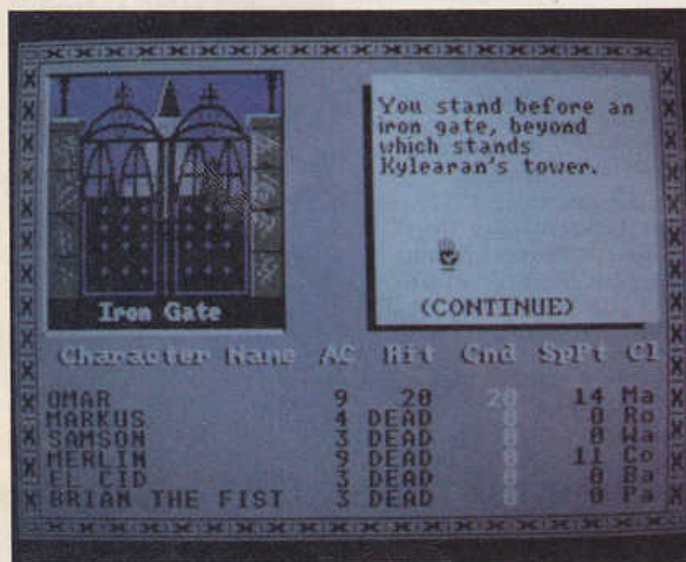 You stand before an
iron gate, beyond
which stands
Kylearan's tower.
(CONTINUE)
Iron Gate
Character Name AC Hit Cnd SpPt Cl
OMAR 9 20 20 14 Ma
MARKUS 4 DEAD 0 0 Ro
SAMSON 3 DEAD 0 0 Wa
MERLIN 9 DEAD 0 11 Co
EL CID 3 DEAD 0 0 Ba
BRIAN THE FIST 3 DEAD 0 0 Pa